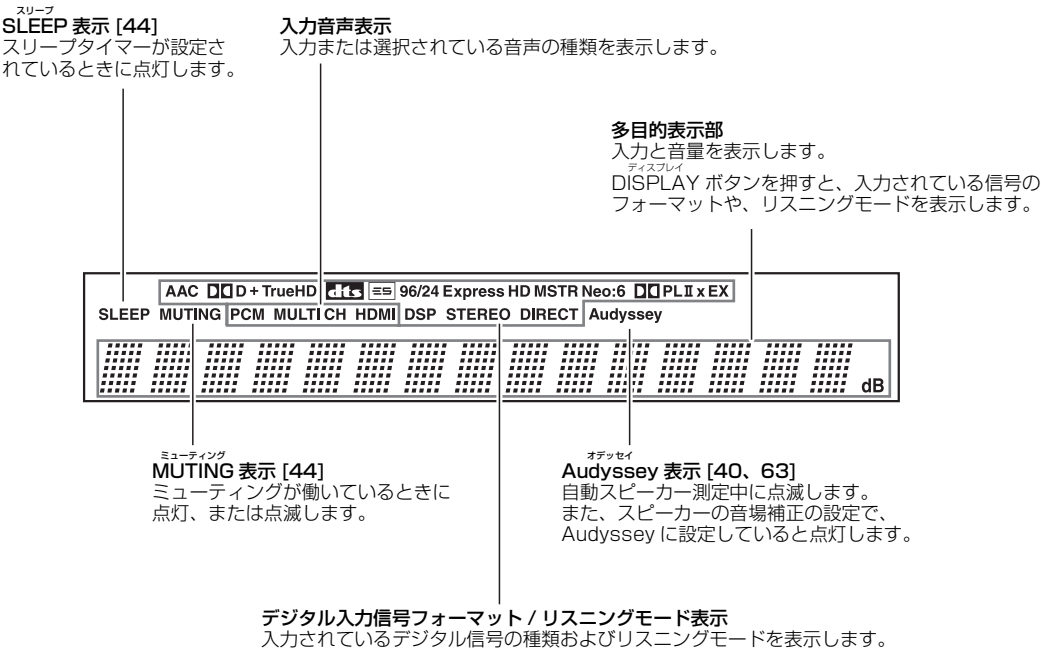 スリープ
SLEEP 表示 [44]
スリープタイマーが設定さ
れているときに点灯します。
入力音声表示
入力または選択されている音声の種類を表示します。
多目的表示部
入力と音量を表示します。
ディスプレイ
DISPLAY ボタンを押すと、入力されている信号の
フォーマットや、リスニングモードを表示します。
AAC DD D + TrueHD dts ES 96/24 Express HD MSTR Neo:6 DD PLII x EX
SLEEP MUTING PCM MULTI CH HDMI DSP STEREO DIRECT Audyssey
dB
ミューティング
MUTING 表示 [44]
ミューティングが働いているときに
点灯、または点滅します。
オデッセイ
Audyssey 表示 [40、63]
自動スピーカー測定中に点滅します。
また、スピーカーの音場補正の設定で、
Audyssey に設定していると点灯します。
デジタル入力信号フォーマット / リスニングモード表示
入力されているデジタル信号の種類およびリスニングモードを表示します。